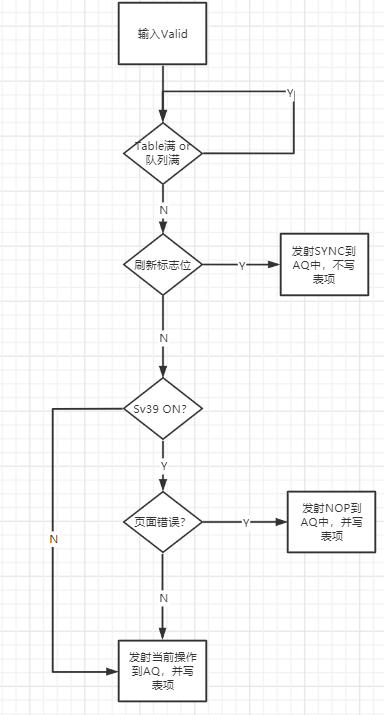 输入Valid
Y
Table满 or
队列满
N
刷新标志位
Y
发射SYNC到
AQ中，不写
表项
N
Sv39 ON?
Y
页面错误?
Y
发射NOP到
AQ中，并写
表项
N
N
发射当前操作
到AQ，并写
表项